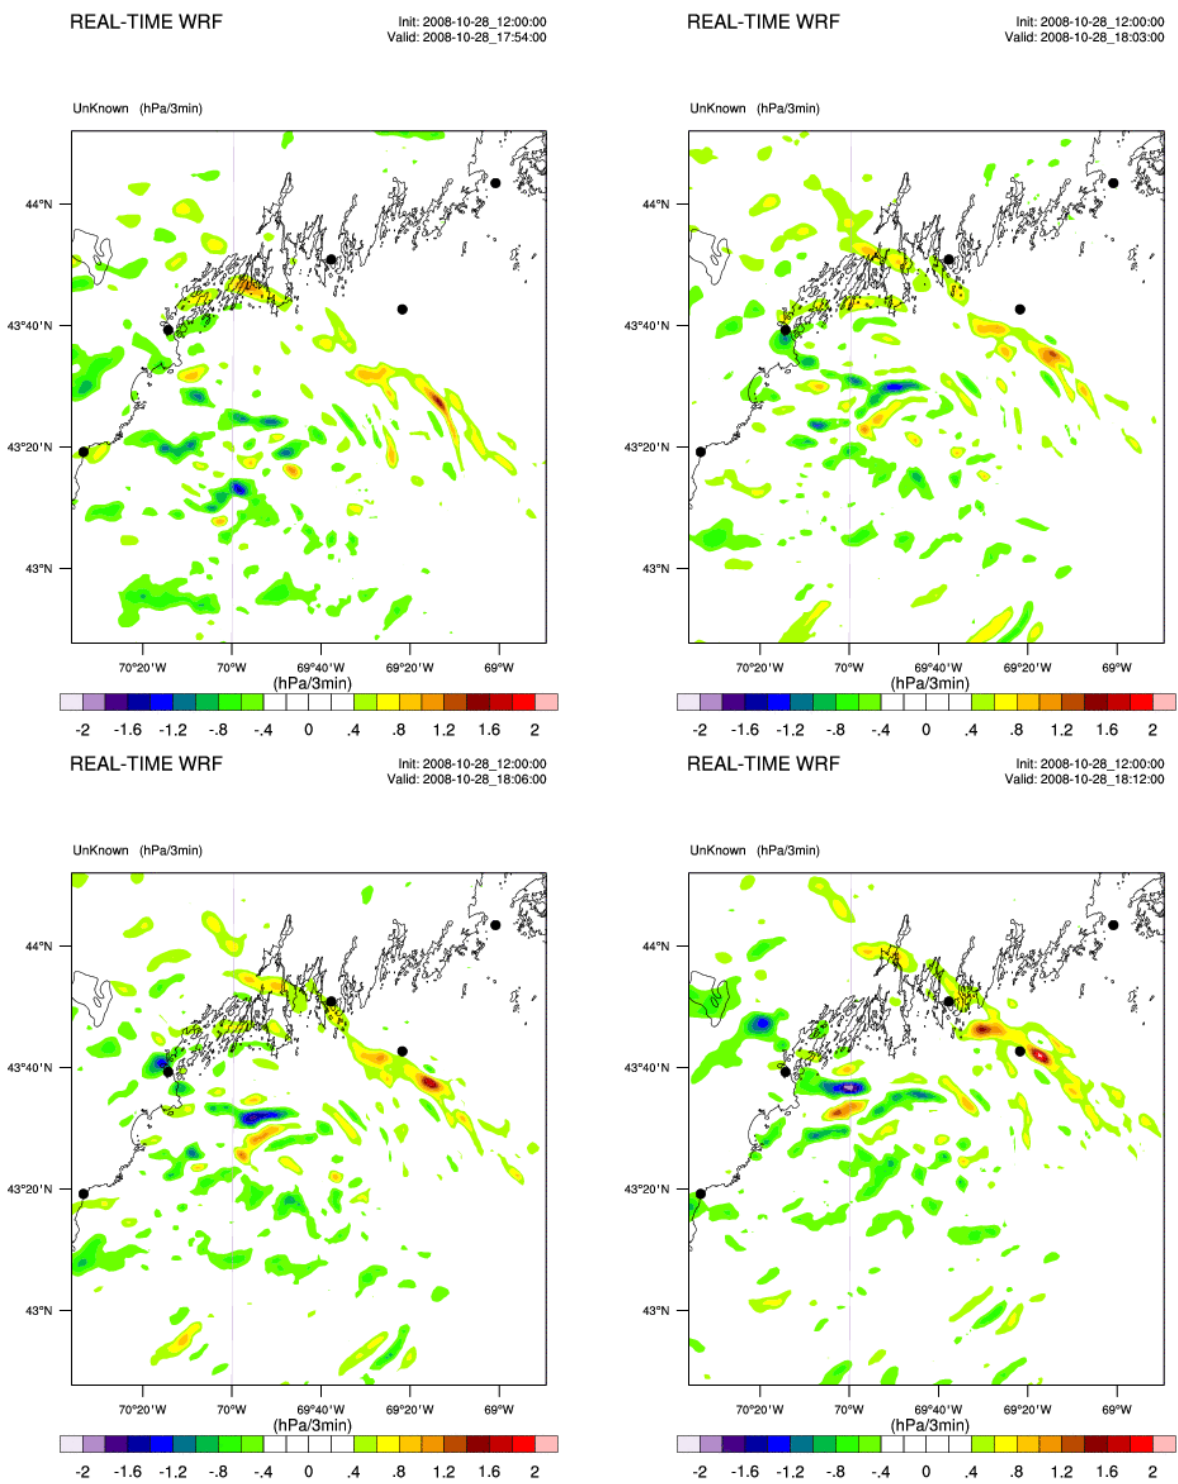 REAL-TIME WRF
Init: 2008-10-28_12:00:00
Valid: 2008-10-28_17:54:00
UnKnown (hPa/3min)
44°N
43°40'N
43°20'N
43°N
70°20'W 70°W 69°40'W 69°20'W 69°W
(hPa/3min)
-2 -1.6 -1.2 -.8 -.4 0 .4 .8 1.2 1.6 2
REAL-TIME WRF
Init: 2008-10-28_12:00:00
Valid: 2008-10-28_18:03:00
UnKnown (hPa/3min)
44°N
43°40'N
43°20'N
43°N
70°20'W 70°W 69°40'W 69°20'W 69°W
(hPa/3min)
-2 -1.6 -1.2 -.8 -.4 0 .4 .8 1.2 1.6 2
REAL-TIME WRF
Init: 2008-10-28_12:00:00
Valid: 2008-10-28_18:06:00
UnKnown (hPa/3min)
44°N
43°40'N
43°20'N
43°N
70°20'W 70°W 69°40'W 69°20'W 69°W
(hPa/3min)
-2 -1.6 -1.2 -.8 -.4 0 .4 .8 1.2 1.6 2
REAL-TIME WRF
Init: 2008-10-28_12:00:00
Valid: 2008-10-28_18:12:00
UnKnown (hPa/3min)
44°N
43°40'N
43°20'N
43°N
70°20'W 70°W 69°40'W 69°20'W 69°W
(hPa/3min)
-2 -1.6 -1.2 -.8 -.4 0 .4 .8 1.2 1.6 2